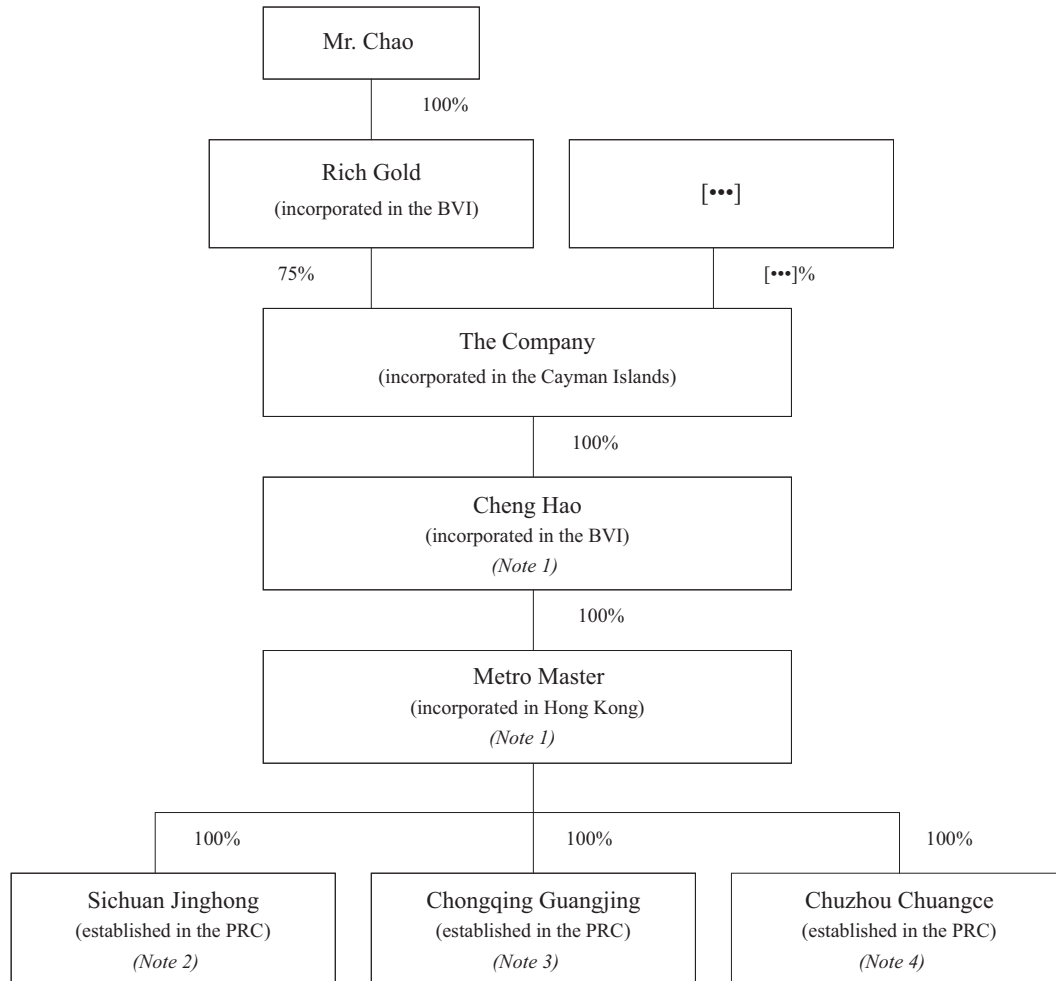 Mr. Chao
100%
Rich Gold
(incorporated in the BVI)
[•••]
75%
[•••]%
The Company
(incorporated in the Cayman Islands)
100%
Cheng Hao
(incorporated in the BVI)
(Note 1)
100%
Metro Master
(incorporated in Hong Kong)
(Note 1)
100%
100%
100%
Sichuan Jinghong
(established in the PRC)
(Note 2)
Chongqing Guangjing
(established in the PRC)
(Note 3)
Chuzhou Chuangce
(established in the PRC)
(Note 4)